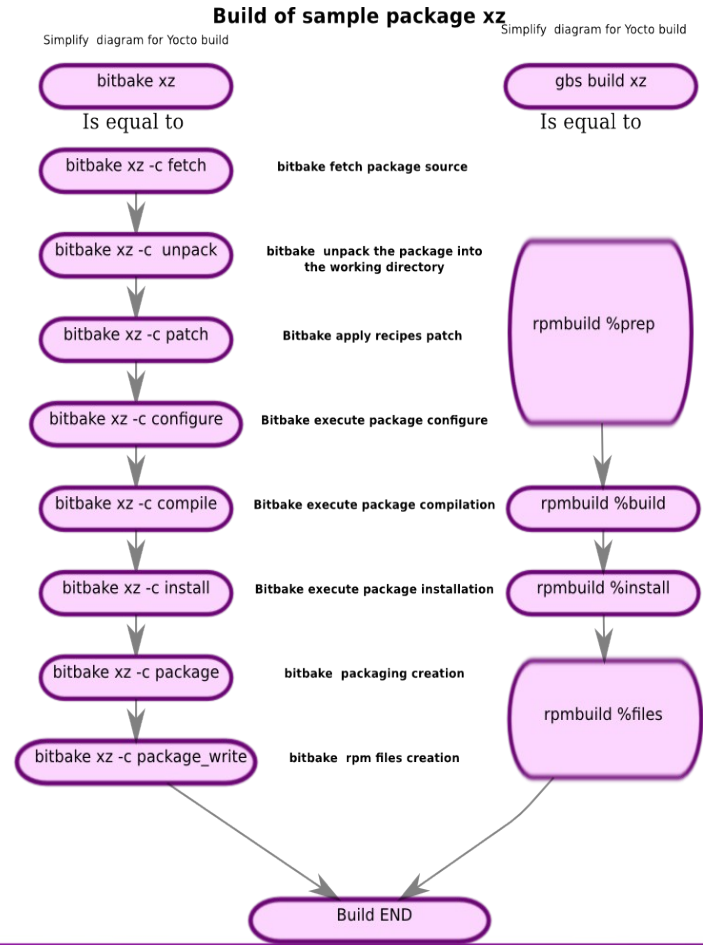 Build of sample package xz
Simplify  diagram for Yocto build
Simplify  diagram for Yocto build
bitbake xz
gbs build xz
Is equal to
Is equal to
bitbake xz -c fetch
bitbake fetch package source
bitbake xz -c  unpack
bitbake  unpack the package into
the working directory
rpmbuild %prep
bitbake xz -c patch
Bitbake apply recipes patch
bitbake xz -c configure
Bitbake execute package configure
bitbake xz -c compile
Bitbake execute package compilation
rpmbuild %build
bitbake xz -c install
Bitbake execute package installation
rpmbuild %install
bitbake xz -c package
bitbake  packaging creation
rpmbuild %files
bitbake xz -c package_write
bitbake  rpm files creation
Build END